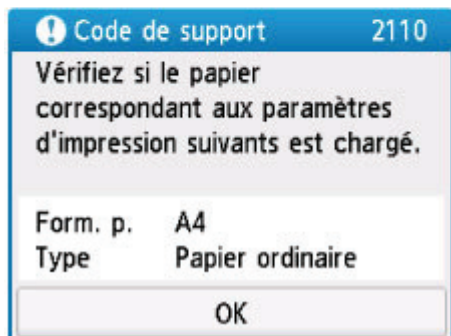 Code de support 2110
Vérifiez si le papier
correspondant aux paramètres
d'impression suivants est chargé.
Form. p. A4
Type Papier ordinaire
OK